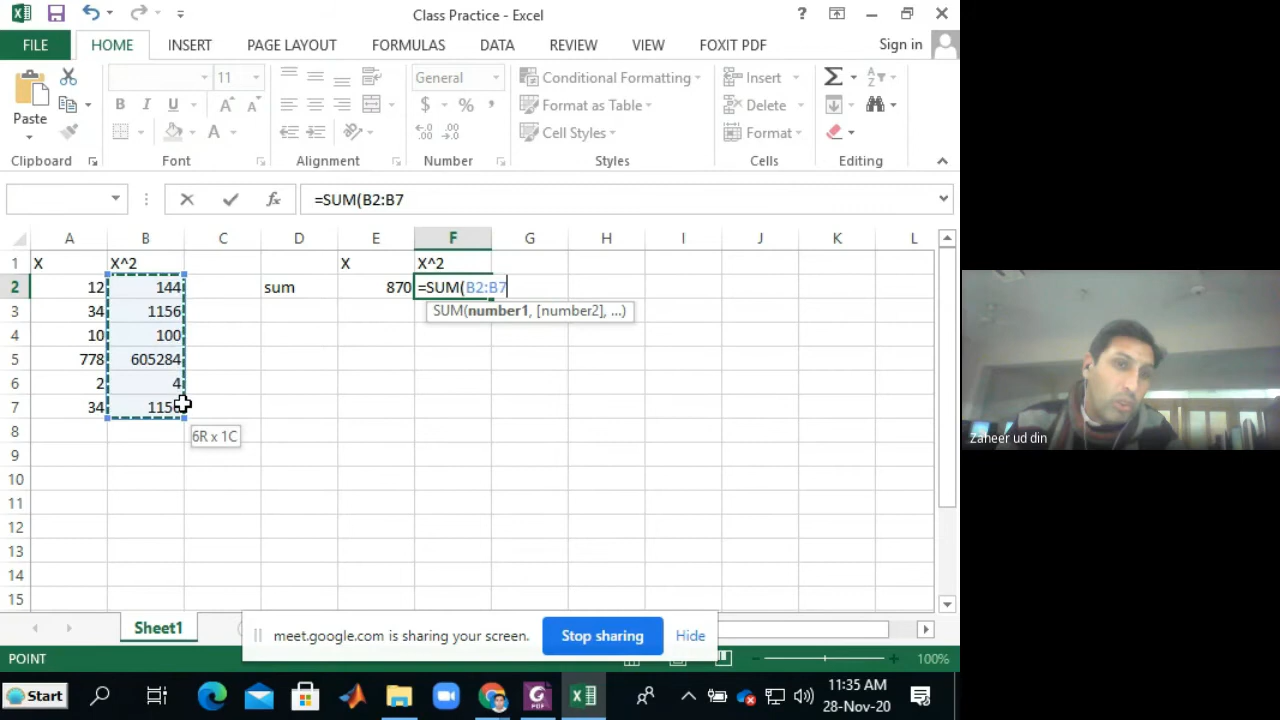 Class Practice - Excel
?
FILE HOME INSERT PAGE LAYOUT FORMULAS DATA REVIEW VIEW FOXIT PDF Sign in
11 General Conditional Formatting Insert
Paste B I U A A $ % , Format as Table Delete
A Cell Styles Format
Clipboard Font Alignment Number Styles Cells Editing
fx =SUM(B2:B7
A B C D E F G H I J K L
1 X X^2 X X^2
2 12 144 sum 870 =SUM(B2:B7
3 34 1156 SUM(number1, [number2], ...)
4 10 100
5 778 605284
6 2 4
7 34 115
8 6R x 1C
9
10
11
12
13
14
15
Zaheer ud din
Sheet1
meet.google.com is sharing your screen. Stop sharing Hide
POINT 100%
Start 11:35 AM
28-Nov-20